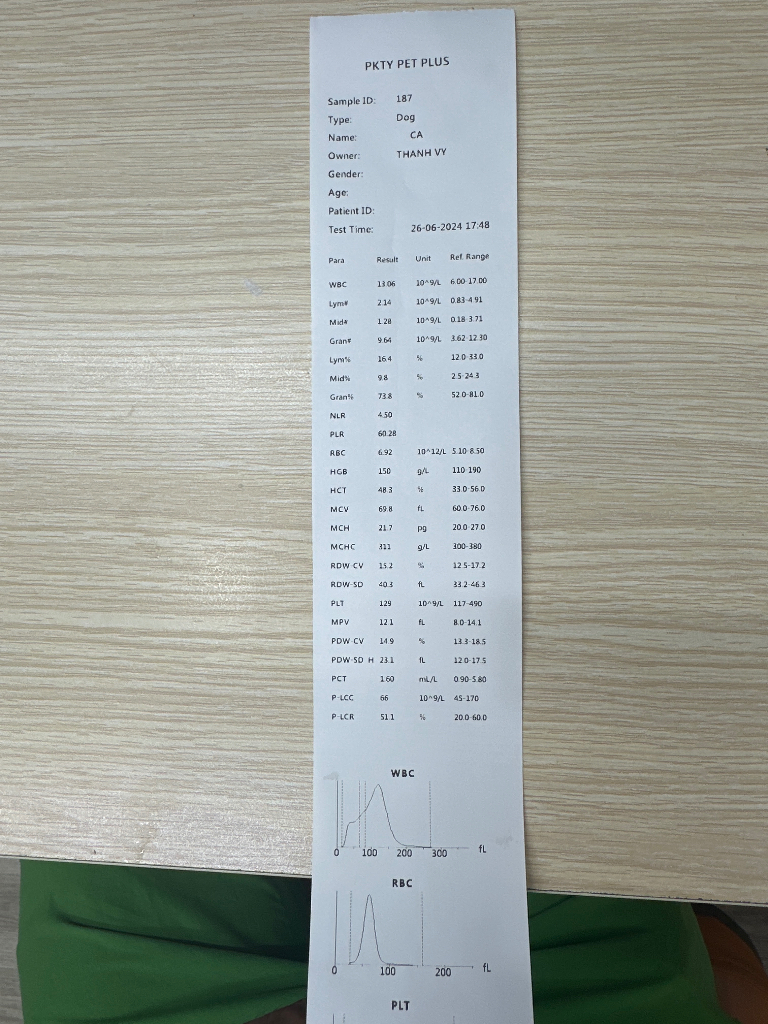 PKTY PET PLUS
Sample ID: 187
Type: Dog
Name: CA
Owner: THANH VY
Gender:
Age:
Patient ID:
Test Time: 26-06-2024 17:48
Para Result Unit Ref. Range
WBC 13.06 10^9/L 6.00-17.00
Lym# 2.14 10^9/L 0.83-4.91
Mid# 1.28 10^9/L 0.18-3.71
Gran# 9.64 10^9/L 3.62-12.30
Lym% 16.4 % 12.0-33.0
Mid% 9.8 % 2.5-24.3
Gran% 73.8 % 52.0-81.0
NLR 4.50
PLR 60.28
RBC 6.92 10^12/L 5.10-8.50
HGB 150 g/L 110-190
HCT 48.3 % 33.0-56.0
MCV 69.8 fL 60.0-76.0
MCH 21.7 pg 20.0-27.0
MCHC 311 g/L 300-380
RDW-CV 15.2 % 12.5-17.2
RDW-SD 40.3 fL 33.2-46.3
PLT 129 10^9/L 117-490
MPV 12.1 fL 8.0-14.1
PDW-CV 14.9 % 13.3-18.5
PDW-SD H 23.1 fL 12.0-17.5
PCT 1.60 mL/L 0.90-5.80
P-LCC 66 10^9/L 45-170
P-LCR 51.1 % 20.0-60.0
WBC
0 100 200 300 fL
RBC
0 100 200 fL
PLT